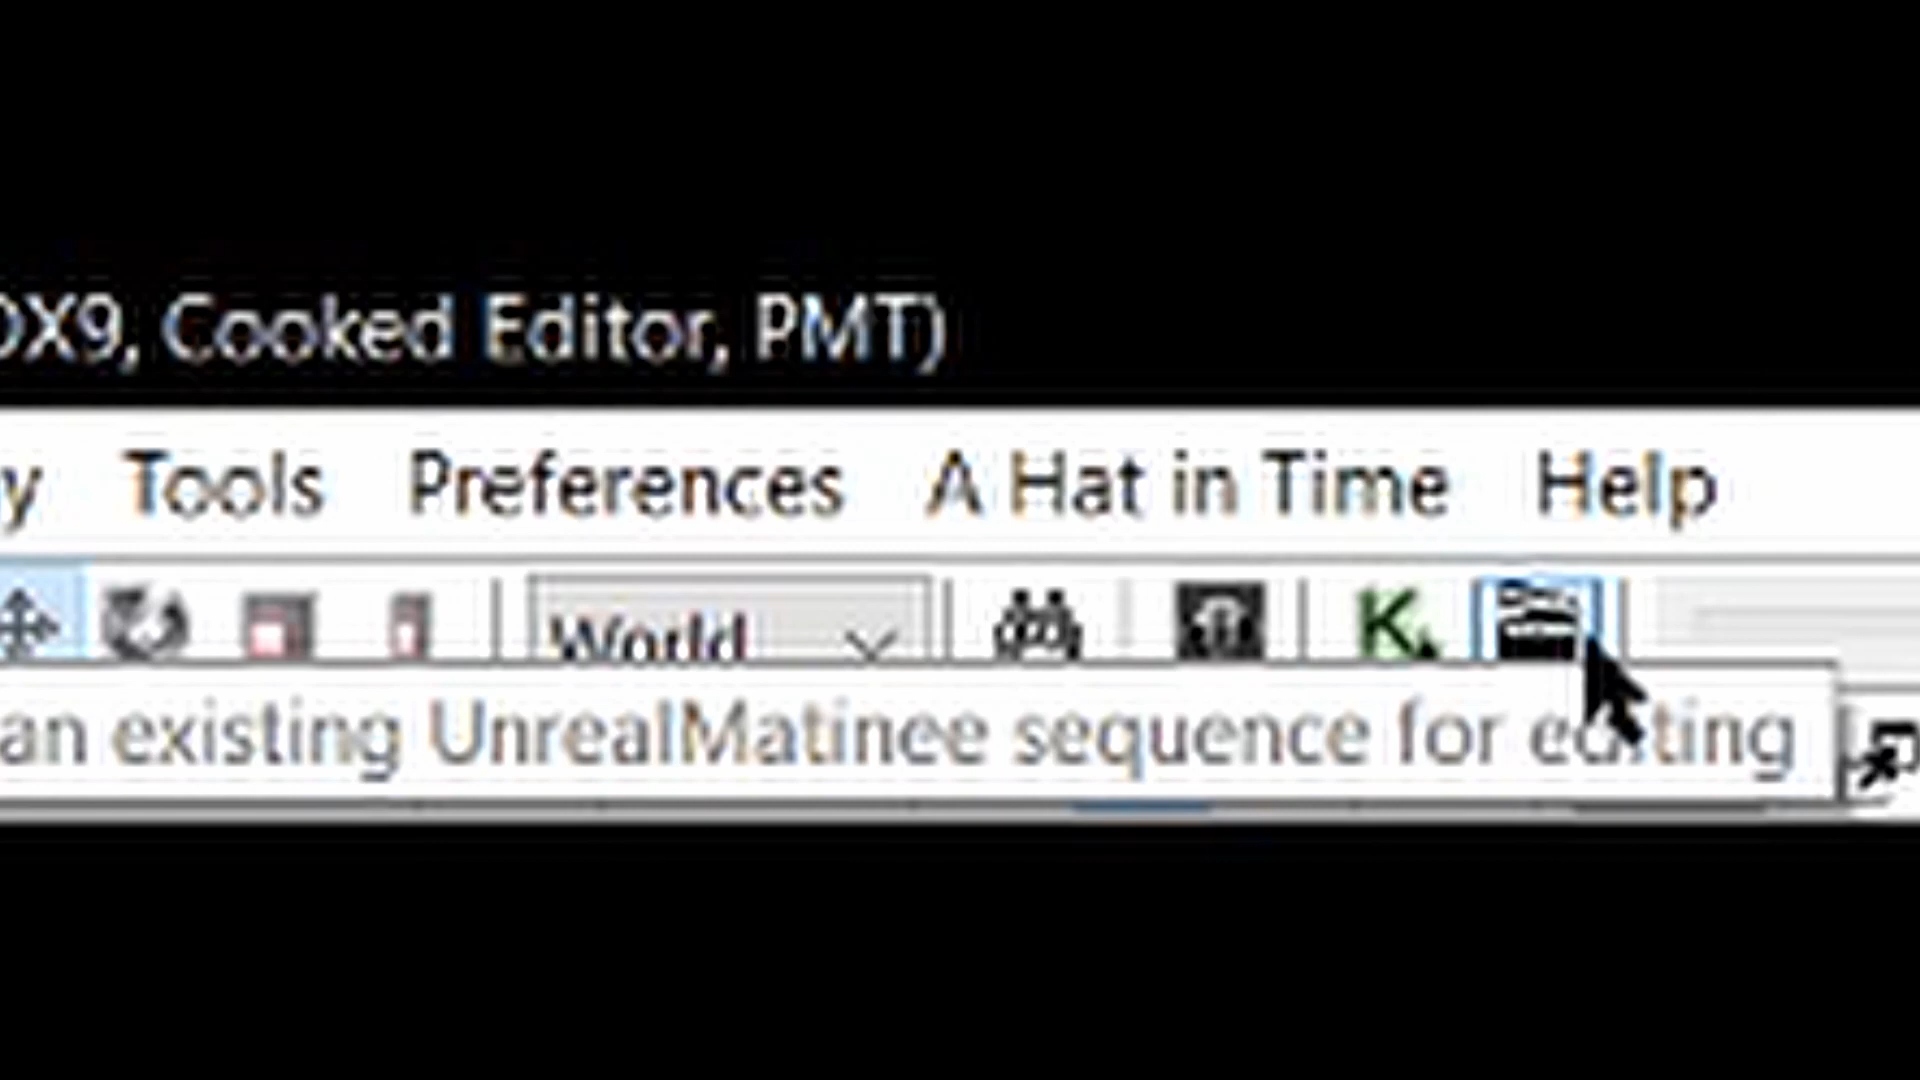 DX9, Cooked Editor, PMT)
y Tools Preferences A Hat in Time Help
World K
an existing UnrealMatinee sequence for editing